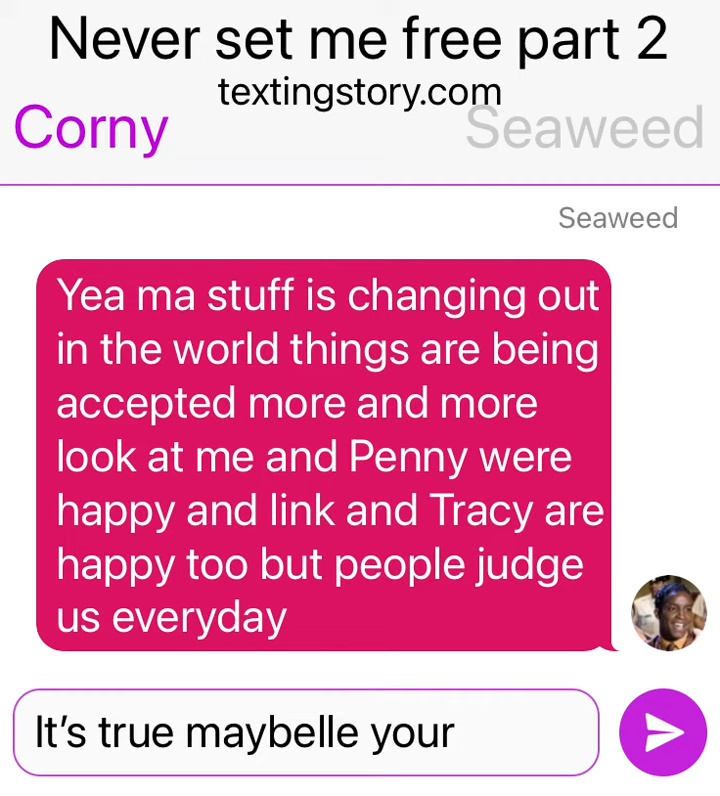 Never set me free part 2
textingstory.com
Corny
Seaweed
Seaweed
Yea ma stuff is changing out
in the world things are being
accepted more and more
look at me and Penny were
happy and link and Tracy are
happy too but people judge
us everyday
It’s true maybelle your